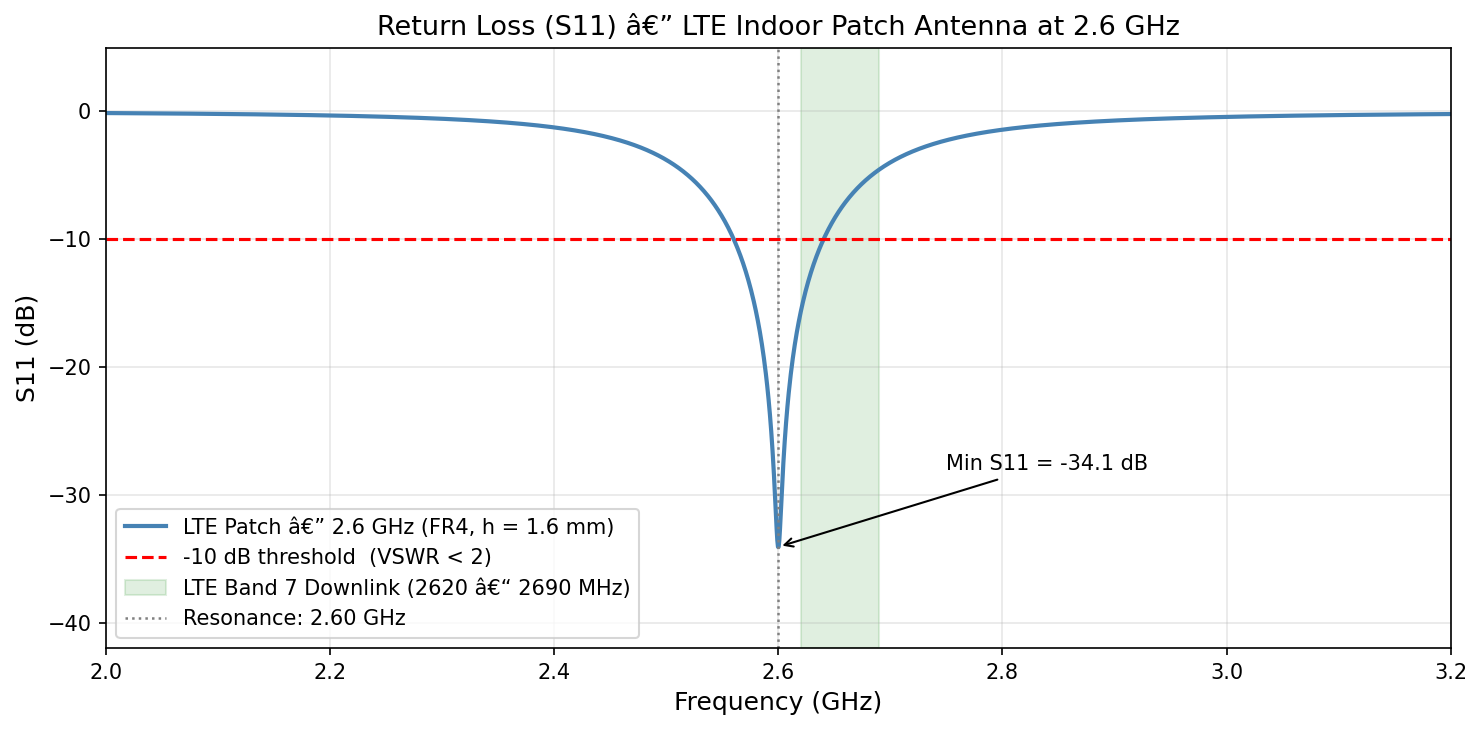 Return Loss (S11) â€” LTE Indoor Patch Antenna at 2.6 GHz
S11 (dB)
0
−10
−20
−30
−40
Min S11 = -34.1 dB
LTE Patch â€” 2.6 GHz (FR4, h = 1.6 mm)
-10 dB threshold  (VSWR < 2)
LTE Band 7 Downlink (2620 â€“ 2690 MHz)
Resonance: 2.60 GHz
2.0 2.2 2.4 2.6 2.8 3.0 3.2
Frequency (GHz)